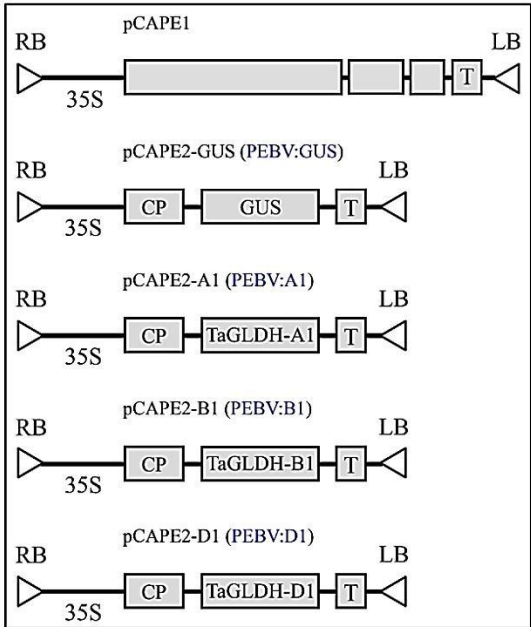 pCAPE1
RB LB
35S T
pCAPE2-GUS (PEBV:GUS)
RB LB
CP GUS T
35S
pCAPE2-A1 (PEBV:A1)
RB LB
CP TaGLDH-A1 T
35S
pCAPE2-B1 (PEBV:B1)
RB LB
CP TaGLDH-B1 T
35S
pCAPE2-D1 (PEBV:D1)
RB LB
CP TaGLDH-D1 T
35S